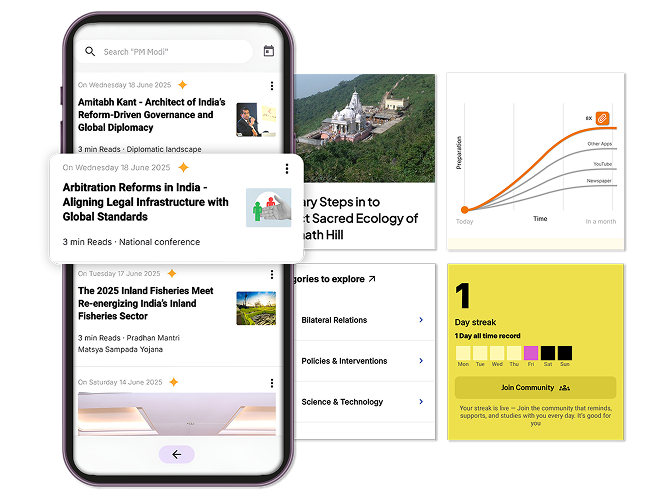 Search "PM Modi"
On Wednesday 18 June 2025
Amitabh Kant - Architect of India's
Reform-Driven Governance and
Global Diplomacy
3 min Reads · Diplomatic landscape
On Wednesday 18 June 2025
Arbitration Reforms in India -
Aligning Legal Infrastructure with
Global Standards
3 min Reads · National conference
On Tuesday 17 June 2025
The 2025 Inland Fisheries Meet
Re-energizing India's Inland
Fisheries Sector
3 min Reads · Pradhan Mantri
Matsya Sampada Yojana
On Saturday 14 June 2025
ary Steps in to
ct Sacred Ecology of
nath Hill
gories to explore
Bilateral Relations
Policies & Interventions
Science & Technology
Preparation
8X
Other Apps
YouTube
Newspaper
Today
Time
In a month
1
Day streak
1 Day all time record
Mon Tue Wed Thu Fri Sat Sun
Join Community
Your streak is live — Join the community that reminds,
supports, and studies with you every day. It's good for
you